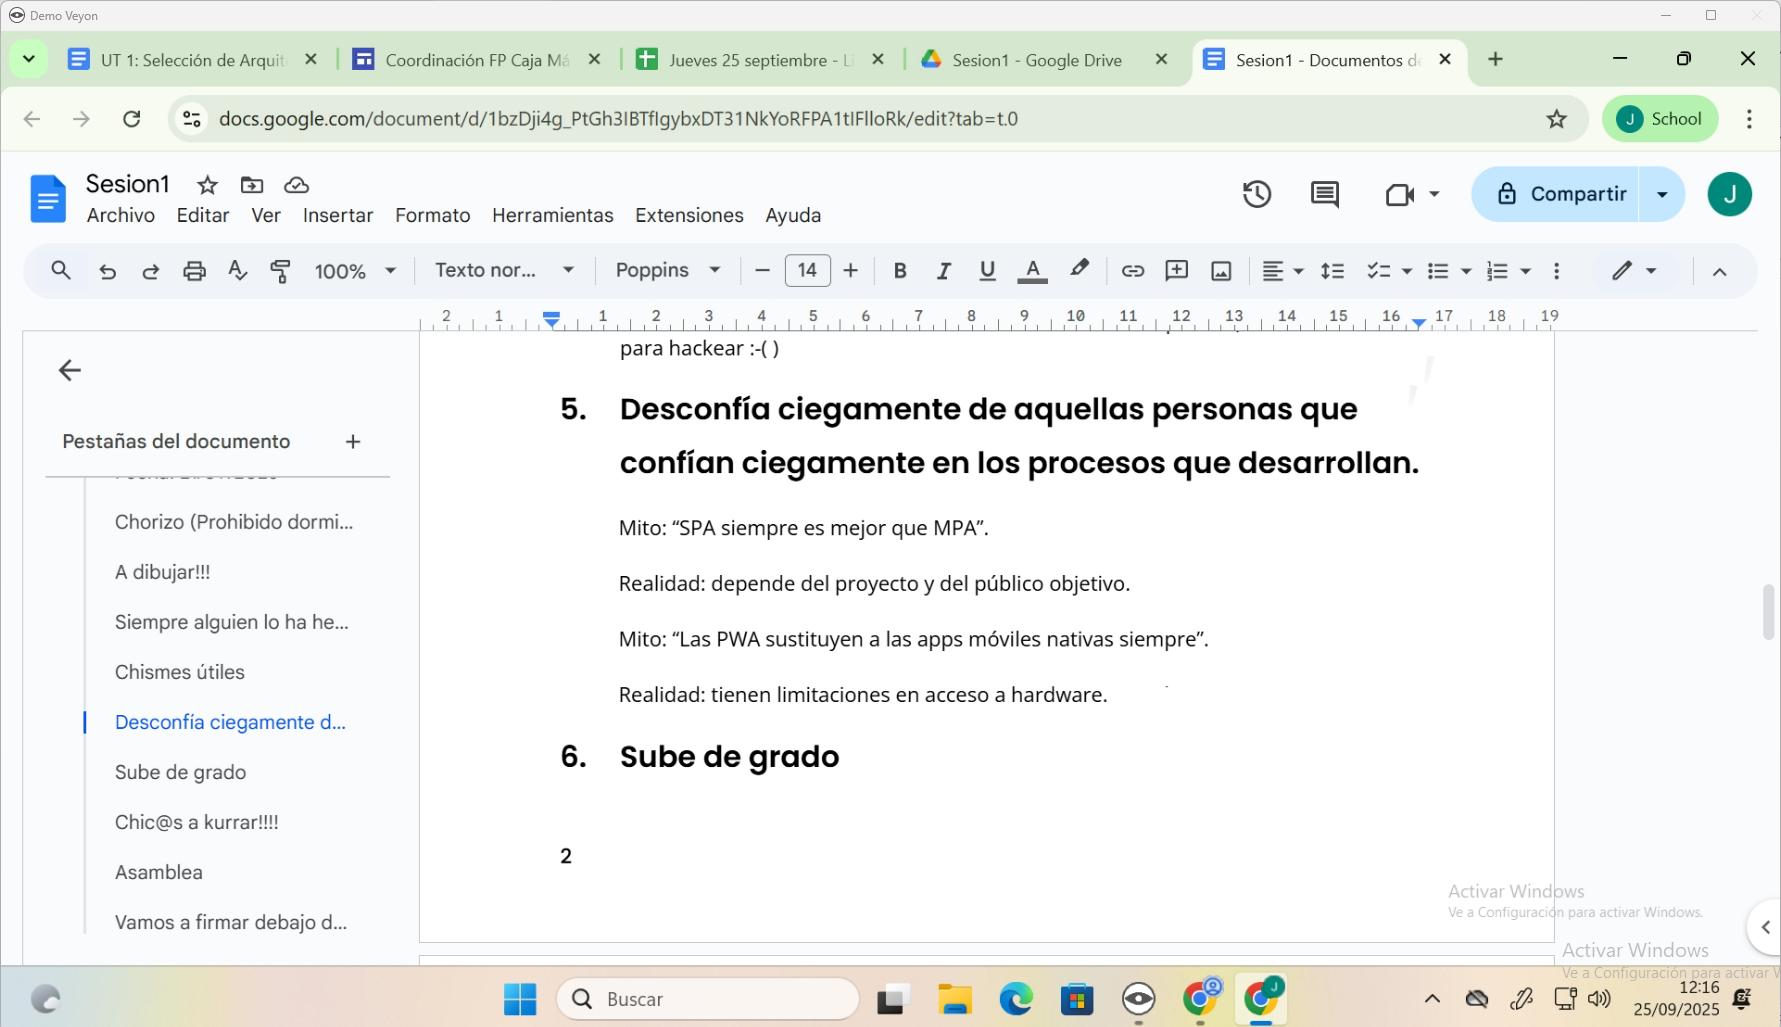 Demo Veyon
UT 1: Selección de Arquit
Coordinación FP Caja Má
Jueves 25 septiembre - Li
Sesion1 - Google Drive
Sesion1 - Documentos de
docs.google.com/document/d/1bzDji4g_PtGh3IBTfIgybxDT31NkYoRFPA1tIFlloRk/edit?tab=t.0
J School
Sesion1
Archivo Editar Ver Insertar Formato Herramientas Extensiones Ayuda
Compartir
J
100% Texto nor... Poppins 14 B I U A
2 1 1 2 3 4 5 6 7 8 9 10 11 12 13 14 15 16 17 18 19
Pestañas del documento
Chorizo (Prohibido dormi...
A dibujar!!!
Siempre alguien lo ha he...
Chismes útiles
Desconfía ciegamente d...
Sube de grado
Chic@s a kurrar!!!!
Asamblea
Vamos a firmar debajo d...
para hackear :-( )
5. Desconfía ciegamente de aquellas personas que
confían ciegamente en los procesos que desarrollan.
Mito: “SPA siempre es mejor que MPA”.
Realidad: depende del proyecto y del público objetivo.
Mito: “Las PWA sustituyen a las apps móviles nativas siempre”.
Realidad: tienen limitaciones en acceso a hardware.
6. Sube de grado
2
Activar Windows
Ve a Configuración para activar Windows.
Activar Windows
Ve a Configuración para activar W
Buscar
J
12:16
25/09/2025